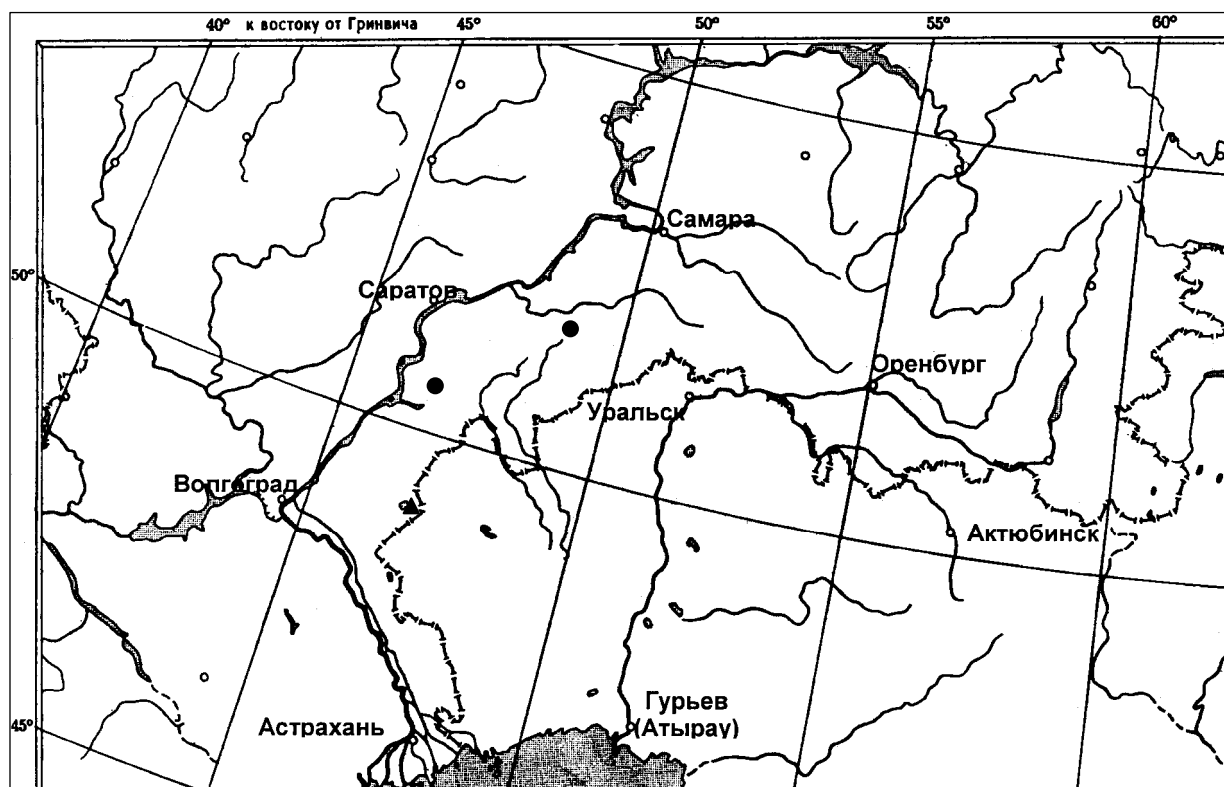 40° к востоку от Гринвича 45° 50° 55° 60°
Самара
50°
Саратов
Оренбург
Уральск
Волгоград
Актюбинск
Гурьев
(Атырау)
45°
Астрахань